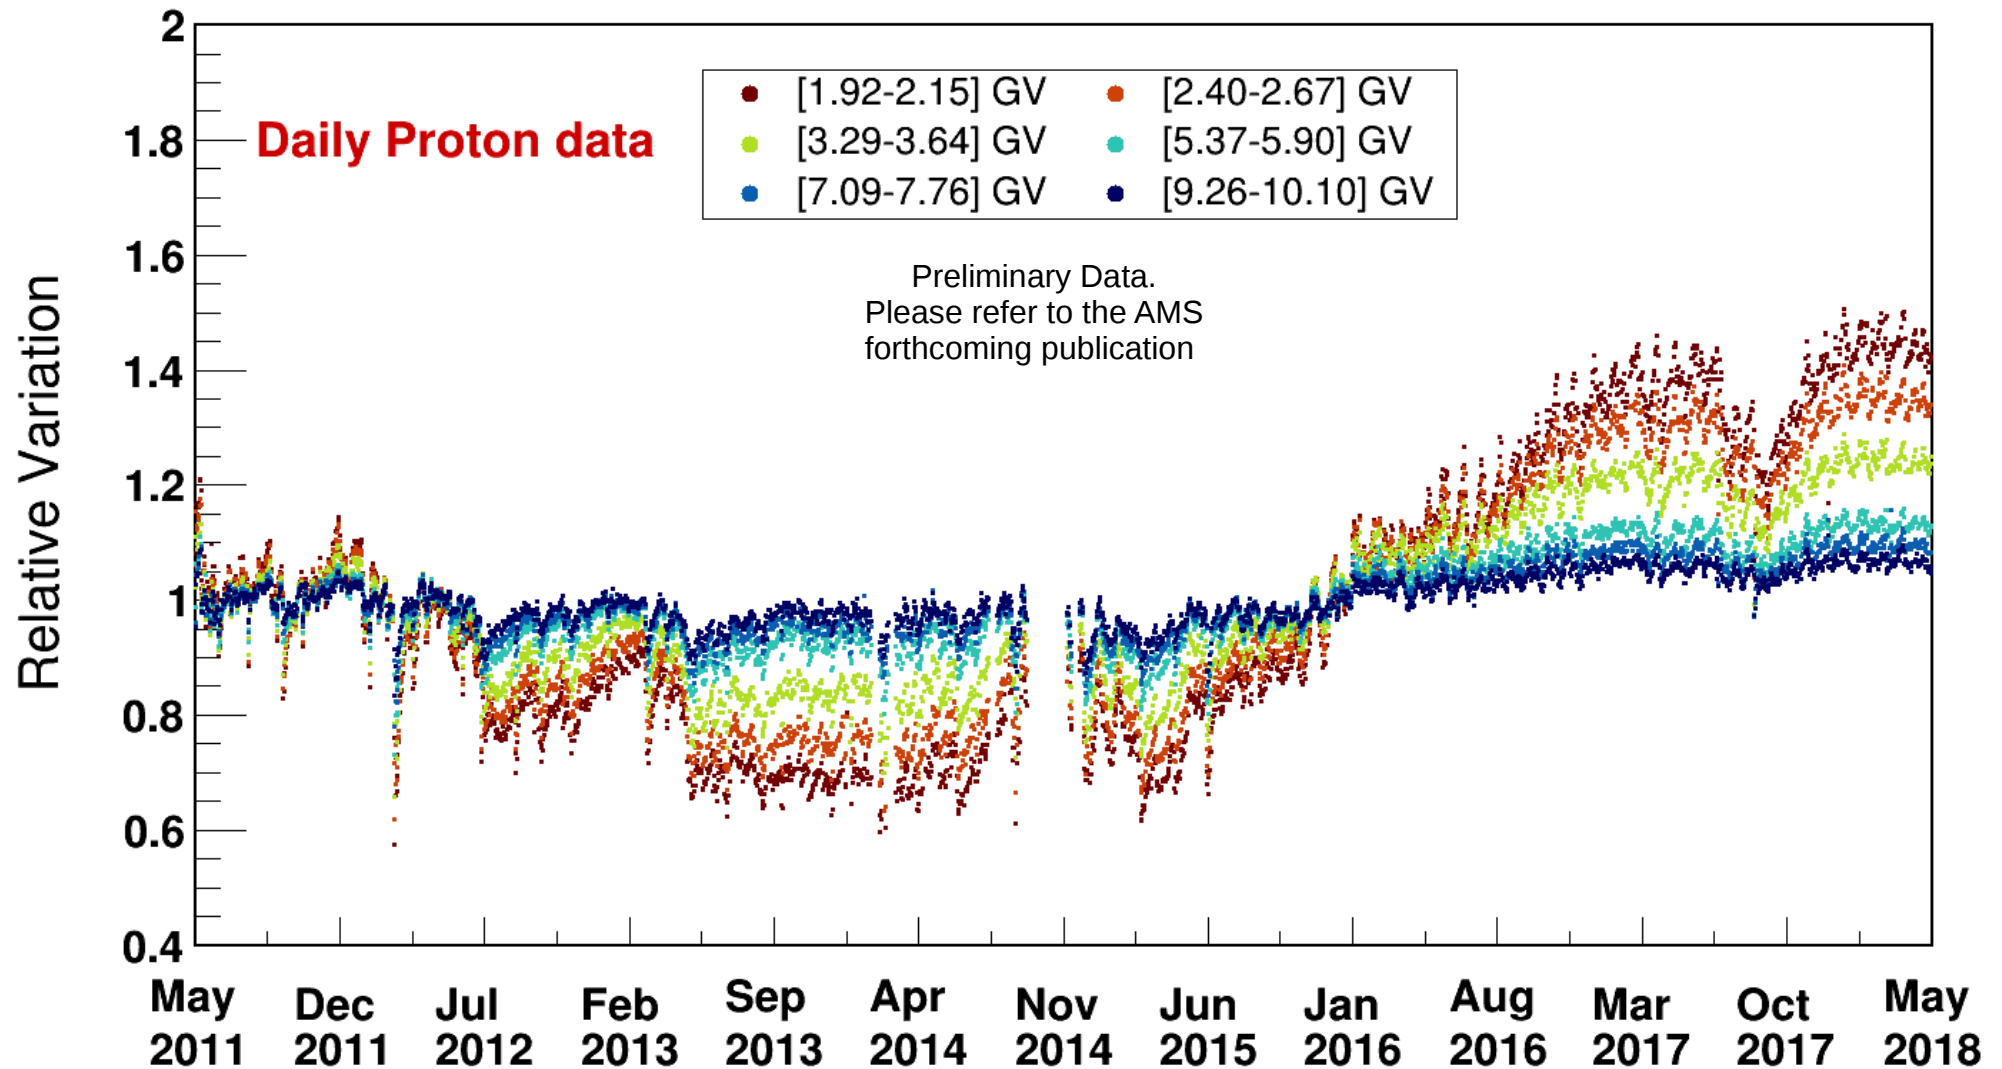 2
1.8
1.6
1.4
1.2
1
0.8
0.6
0.4
Relative Variation
Daily Proton data
[1.92-2.15] GV [2.40-2.67] GV
[3.29-3.64] GV [5.37-5.90] GV
[7.09-7.76] GV [9.26-10.10] GV
Preliminary Data.
Please refer to the AMS
forthcoming publication
May Dec Jul Feb Sep Apr Nov Jun Jan Aug Mar Oct May
2011 2011 2012 2013 2013 2014 2014 2015 2016 2016 2017 2017 2018